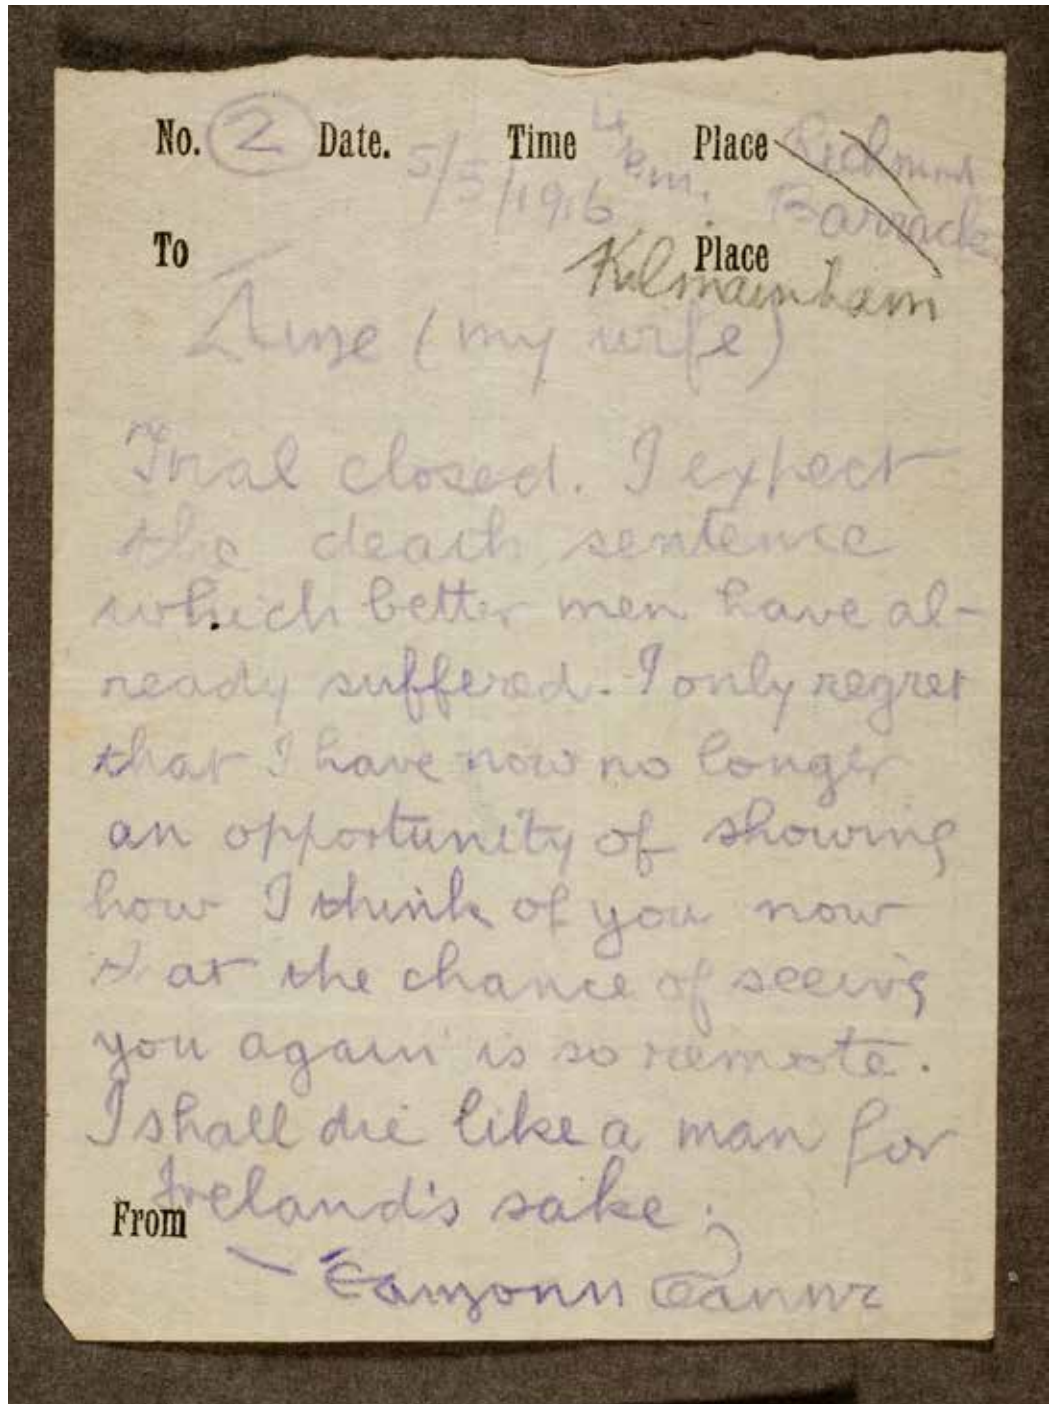 No. 2 Date. 5/5/1916 Time 4 p.m. Place Richmond
Barrack
To Place Kilmainham
Áine (my wife)
Trial closed. I expect
the death sentence
which better men have al-
ready suffered. I only regret
that I have now no longer
an opportunity of showing
how I think of you now
that the chance of seeing
you again is so remote.
I shall die like a man for
Ireland's sake.
From Éamonn Ceannt